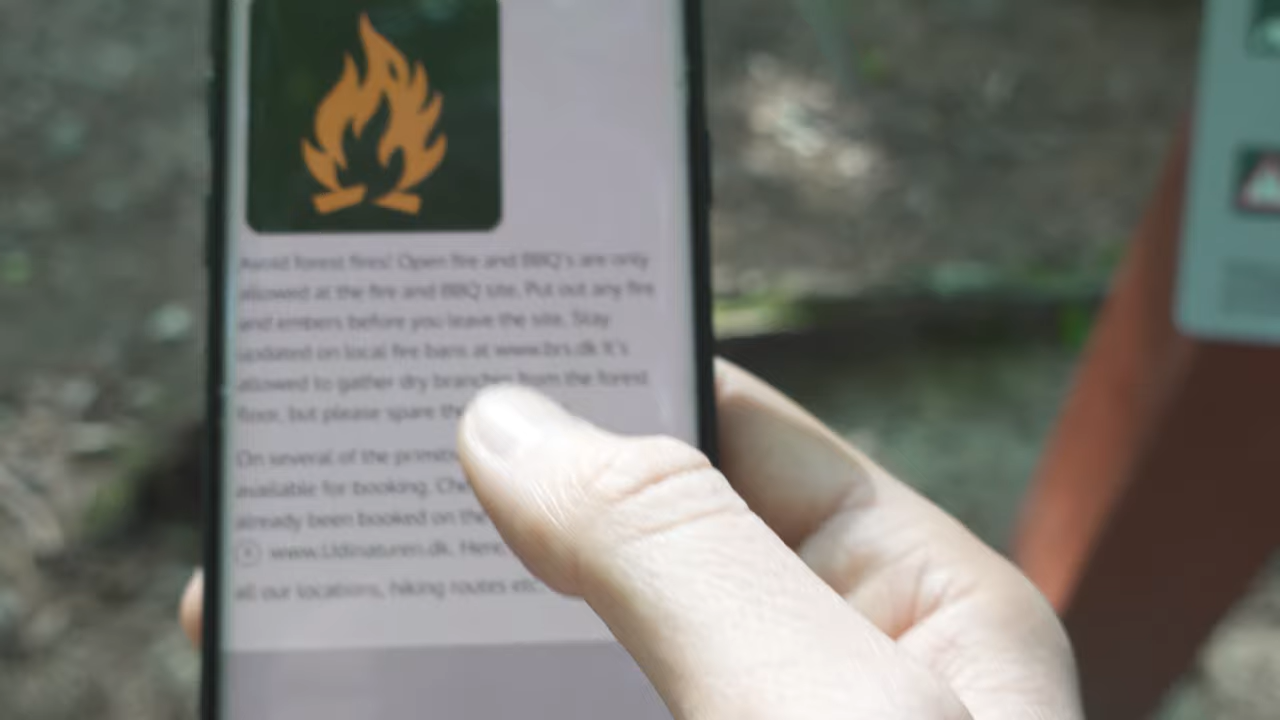 Avoid forest fires! Open fire and BBQ's are only
allowed at the fire and BBQ site. Put out any fire
and embers before you leave the site. Stay
updated on local fire bans at www.brs.dk It's
allowed to gather dry branches from the forest
floor, but please spare the
On several of the
available for booking.
already been booked on the
www.Udinaturen.dk. Here,
all our locations, hiking routes etc.